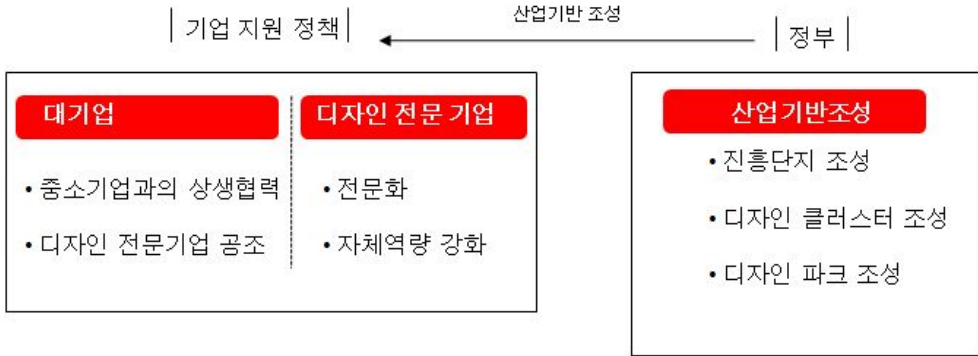 산업기반 조성
| 기업 지원 정책 |
| 정부 |
대기업
• 중소기업과의 상생협력
• 디자인 전문기업 공조
디자인 전문 기업
• 전문화
• 자체역량 강화
산업기반조성
• 진흥단지 조성
• 디자인 클러스터 조성
• 디자인 파크 조성